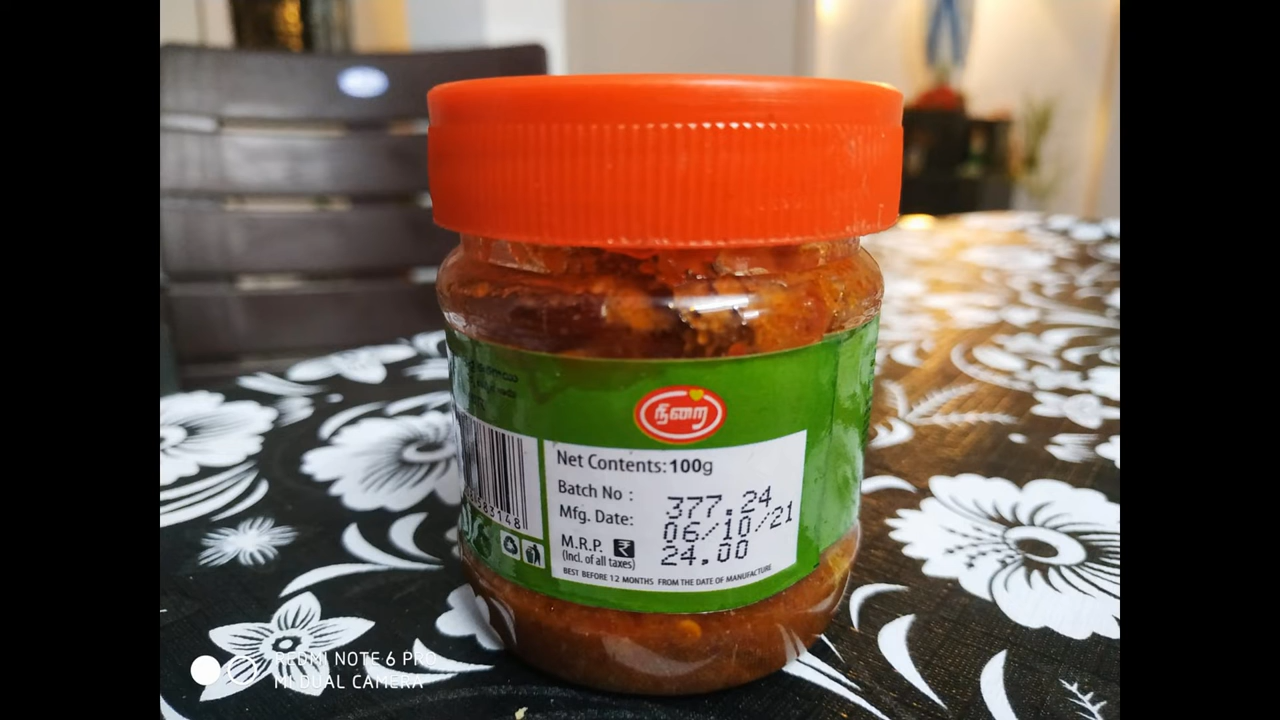 நிறை
Net Contents: 100g
Batch No : 377.24
Mfg. Date: 06/10/21
M.R.P. ₹ 24.00
(Incl. of all taxes)
BEST BEFORE 12 MONTHS FROM THE DATE OF MANUFACTURE
83148
REDMI NOTE 6 PRO
MI DUAL CAMERA